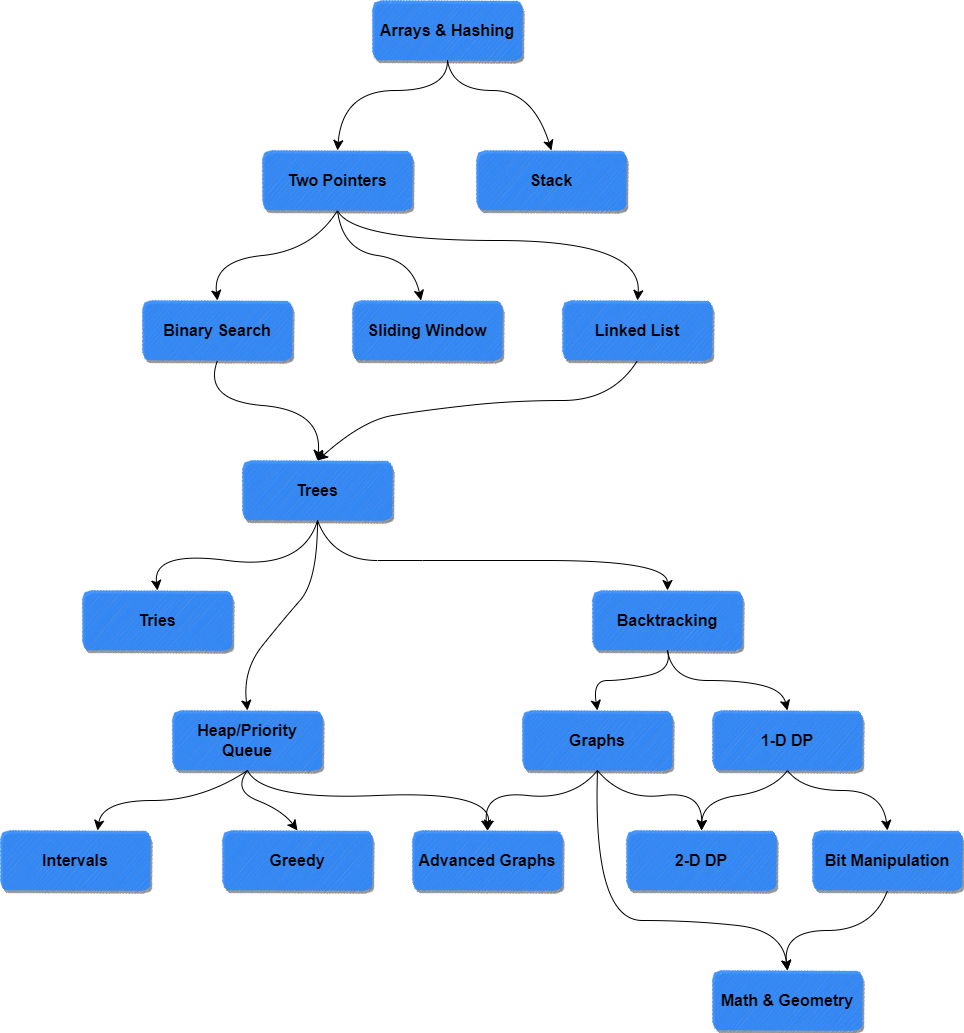 Arrays & Hashing
Two Pointers
Stack
Binary Search
Sliding Window
Linked List
Trees
Tries
Backtracking
Heap/Priority
Queue
Graphs
1-D DP
Intervals
Greedy
Advanced Graphs
2-D DP
Bit Manipulation
Math & Geometry